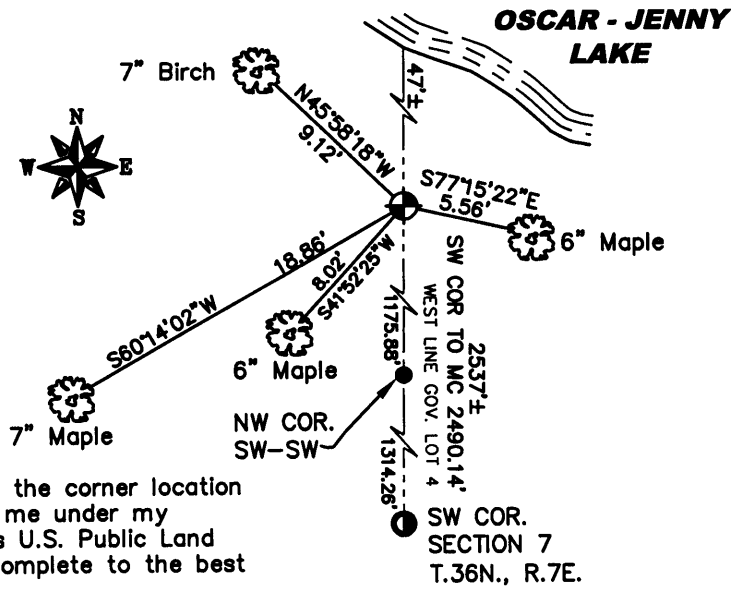 OSCAR - JENNY
LAKE
7" Birch
N45°58'18"W
9.12'
47'±
N
W E
S
S77°15'22"E
5.56'
6" Maple
18.86'
S60°14'02"W
8.02'
S41°52'25"W
6" Maple
7" Maple
1175.88'
2537'±
SW COR TO MC 2490.14'
WEST LINE GOV. LOT 4
NW COR.
SW-SW
1314.26'
SW COR.
SECTION 7
T.36N., R.7E.
the corner location
me under my
s U.S. Public Land
omplete to the best